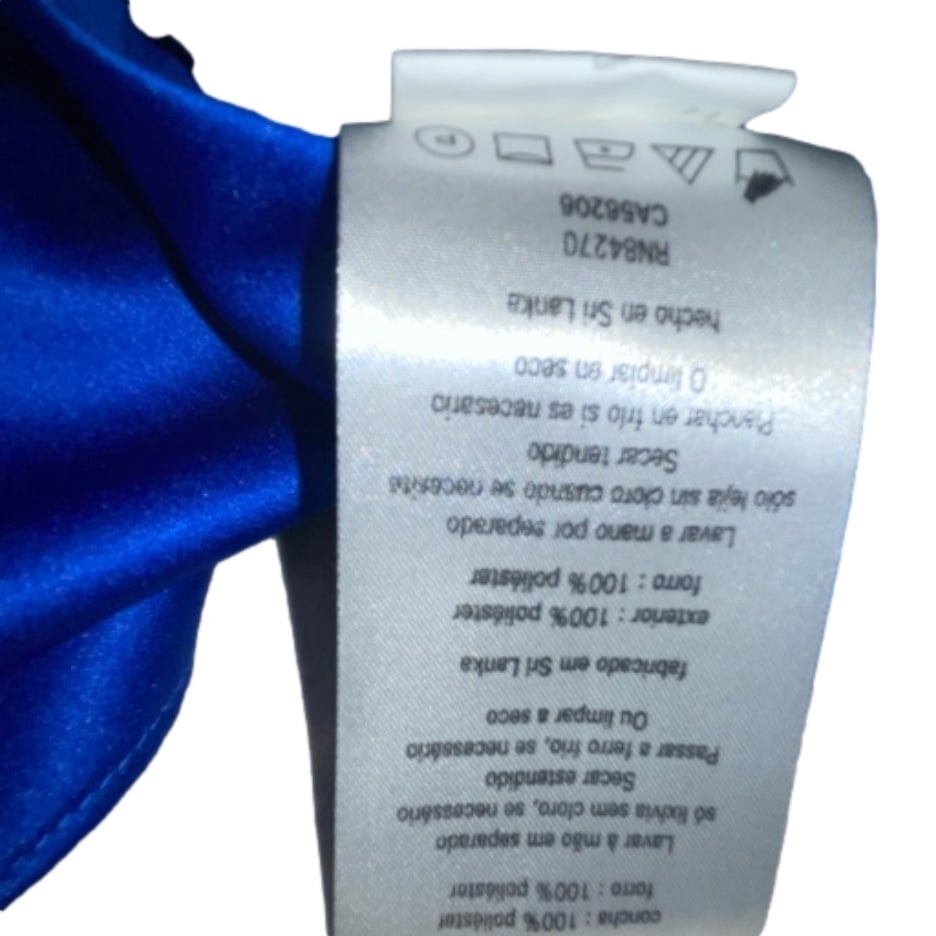 concha : 100% poliéster
forro : 100% poliéster
Lavar à mão em separado
só lixívia sem cloro, se necessário
Secar estendido
Passar a ferro frio, se necessário
Ou limpar a seco
fabricado em Sri Lanka
exterior : 100% poliéster
forro : 100% poliéster
Lavar a mano por separado
sólo lejía sin cloro cuando se necesita
Secar tendido
Planchar en frío si es necesario
O limpiar en seco
hecho en Sri Lanka
RN84270
CA56206
P